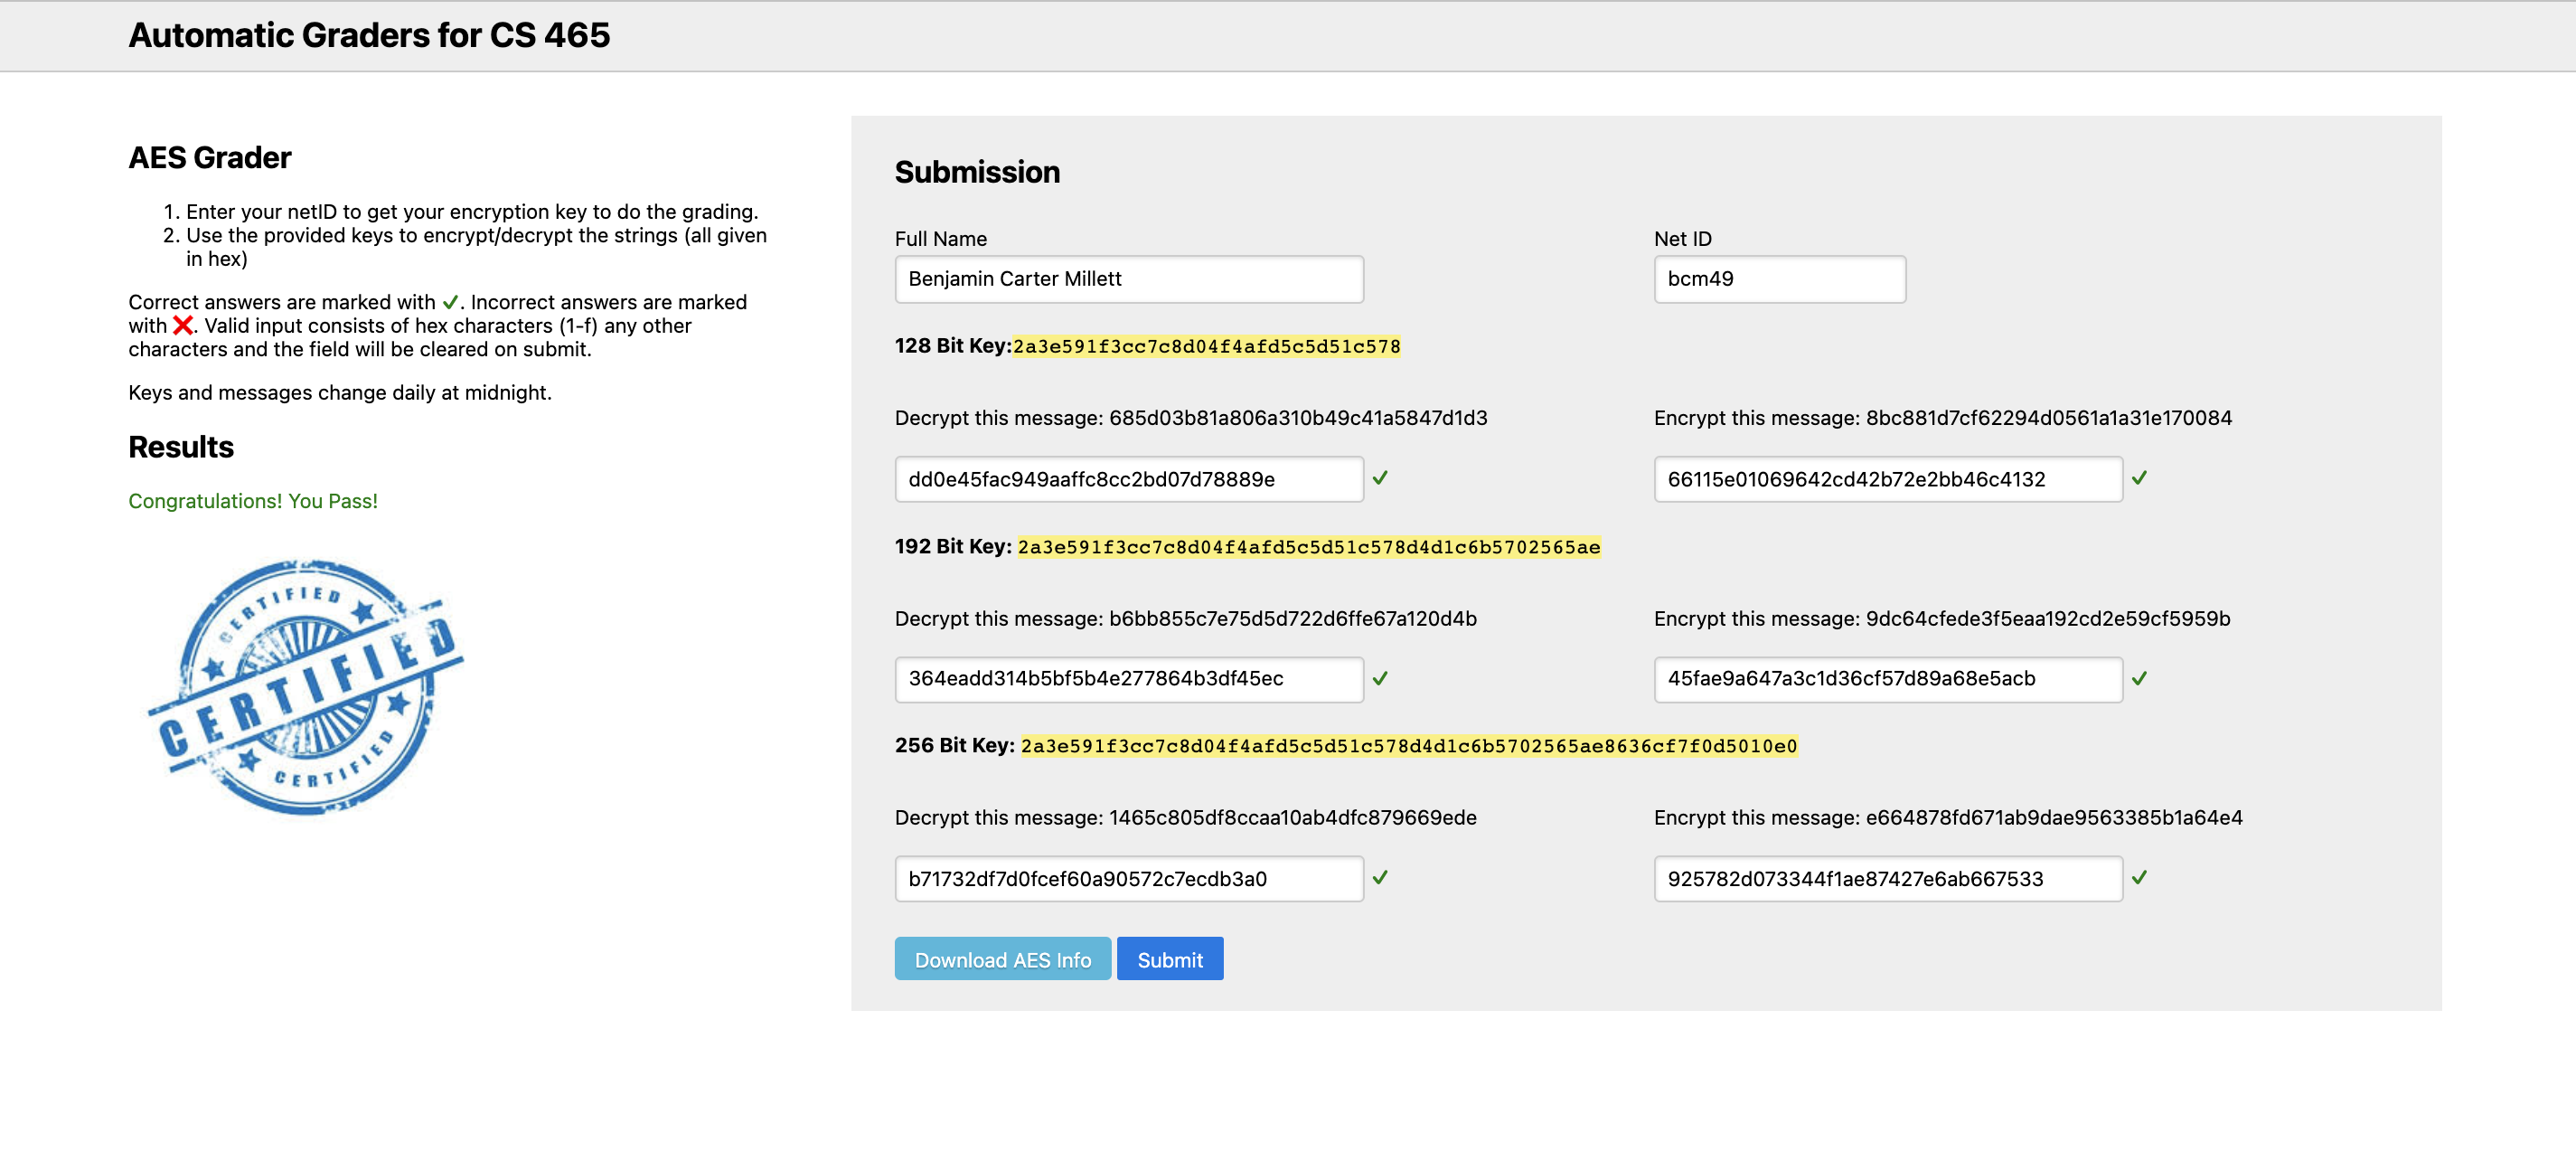 Automatic Graders for CS 465
AES Grader
1. Enter your netID to get your encryption key to do the grading.
2. Use the provided keys to encrypt/decrypt the strings (all given
in hex)
Correct answers are marked with ✓. Incorrect answers are marked
with ❌. Valid input consists of hex characters (1-f) any other
characters and the field will be cleared on submit.
Keys and messages change daily at midnight.
Results
Congratulations! You Pass!
CERTIFIED
CERTIFIED
CERTIFIED
Submission
Full Name
Benjamin Carter Millett
Net ID
bcm49
128 Bit Key:2a3e591f3cc7c8d04f4afd5c5d51c578
Decrypt this message: 685d03b81a806a310b49c41a5847d1d3
dd0e45fac949aaffc8cc2bd07d78889e ✓
Encrypt this message: 8bc881d7cf62294d0561a1a31e170084
66115e01069642cd42b72e2bb46c4132 ✓
192 Bit Key: 2a3e591f3cc7c8d04f4afd5c5d51c578d4d1c6b5702565ae
Decrypt this message: b6bb855c7e75d5d722d6ffe67a120d4b
364eadd314b5bf5b4e277864b3df45ec ✓
Encrypt this message: 9dc64cfede3f5eaa192cd2e59cf5959b
45fae9a647a3c1d36cf57d89a68e5acb ✓
256 Bit Key: 2a3e591f3cc7c8d04f4afd5c5d51c578d4d1c6b5702565ae8636cf7f0d5010e0
Decrypt this message: 1465c805df8ccaa10ab4dfc879669ede
b71732df7d0fcef60a90572c7ecdb3a0 ✓
Encrypt this message: e664878fd671ab9dae9563385b1a64e4
925782d073344f1ae87427e6ab667533 ✓
Download AES Info
Submit